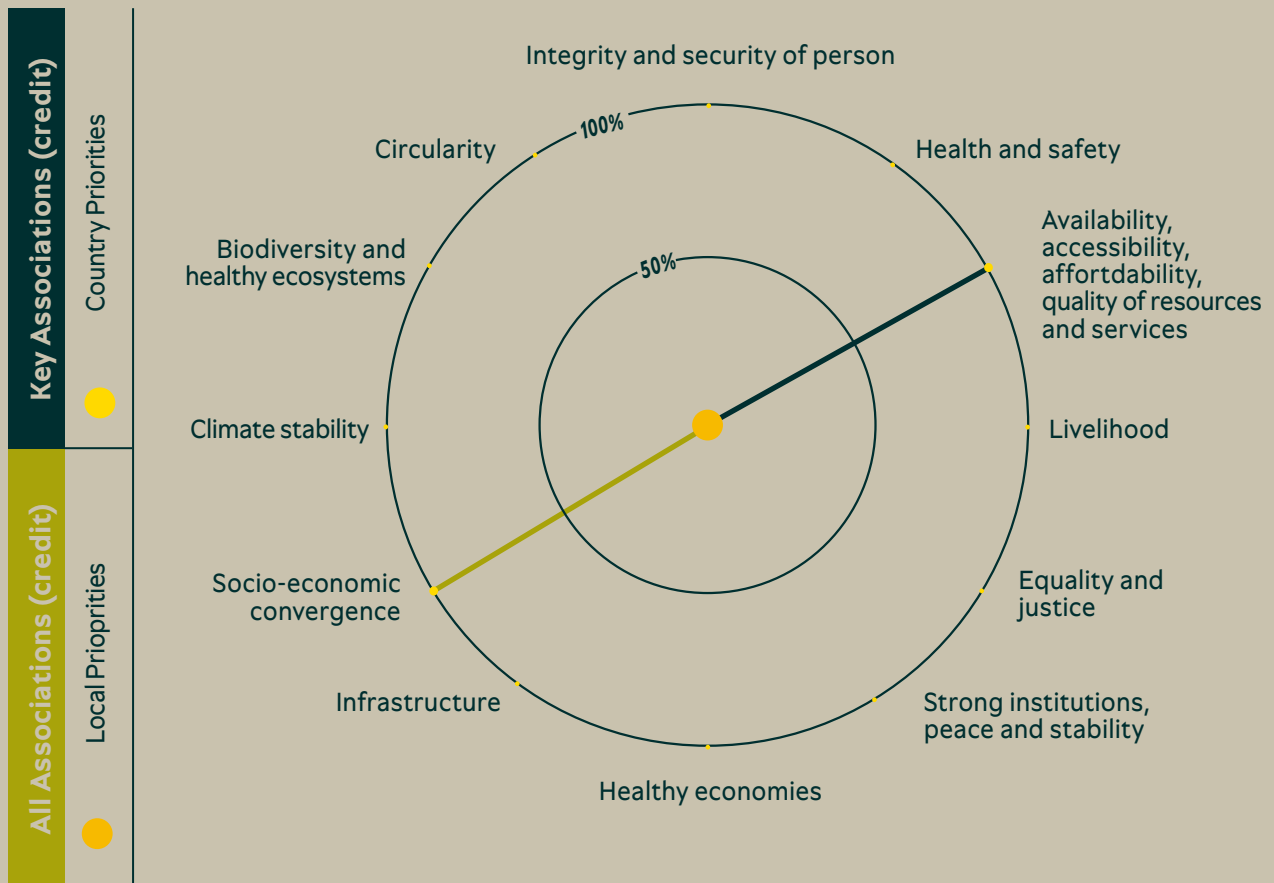 Key Associations (credit)
Country Priorities
All Associations (credit)
Local Prioprities
Integrity and security of person
100%
Circularity
Health and safety
Availability,
accessibility,
affortdability,
quality of resources
and services
Biodiversity and
healthy ecosystems
50%
Climate stability
Livelihood
Socio-economic
convergence
Equality and
justice
Infrastructure
Strong institutions,
peace and stability
Healthy economies